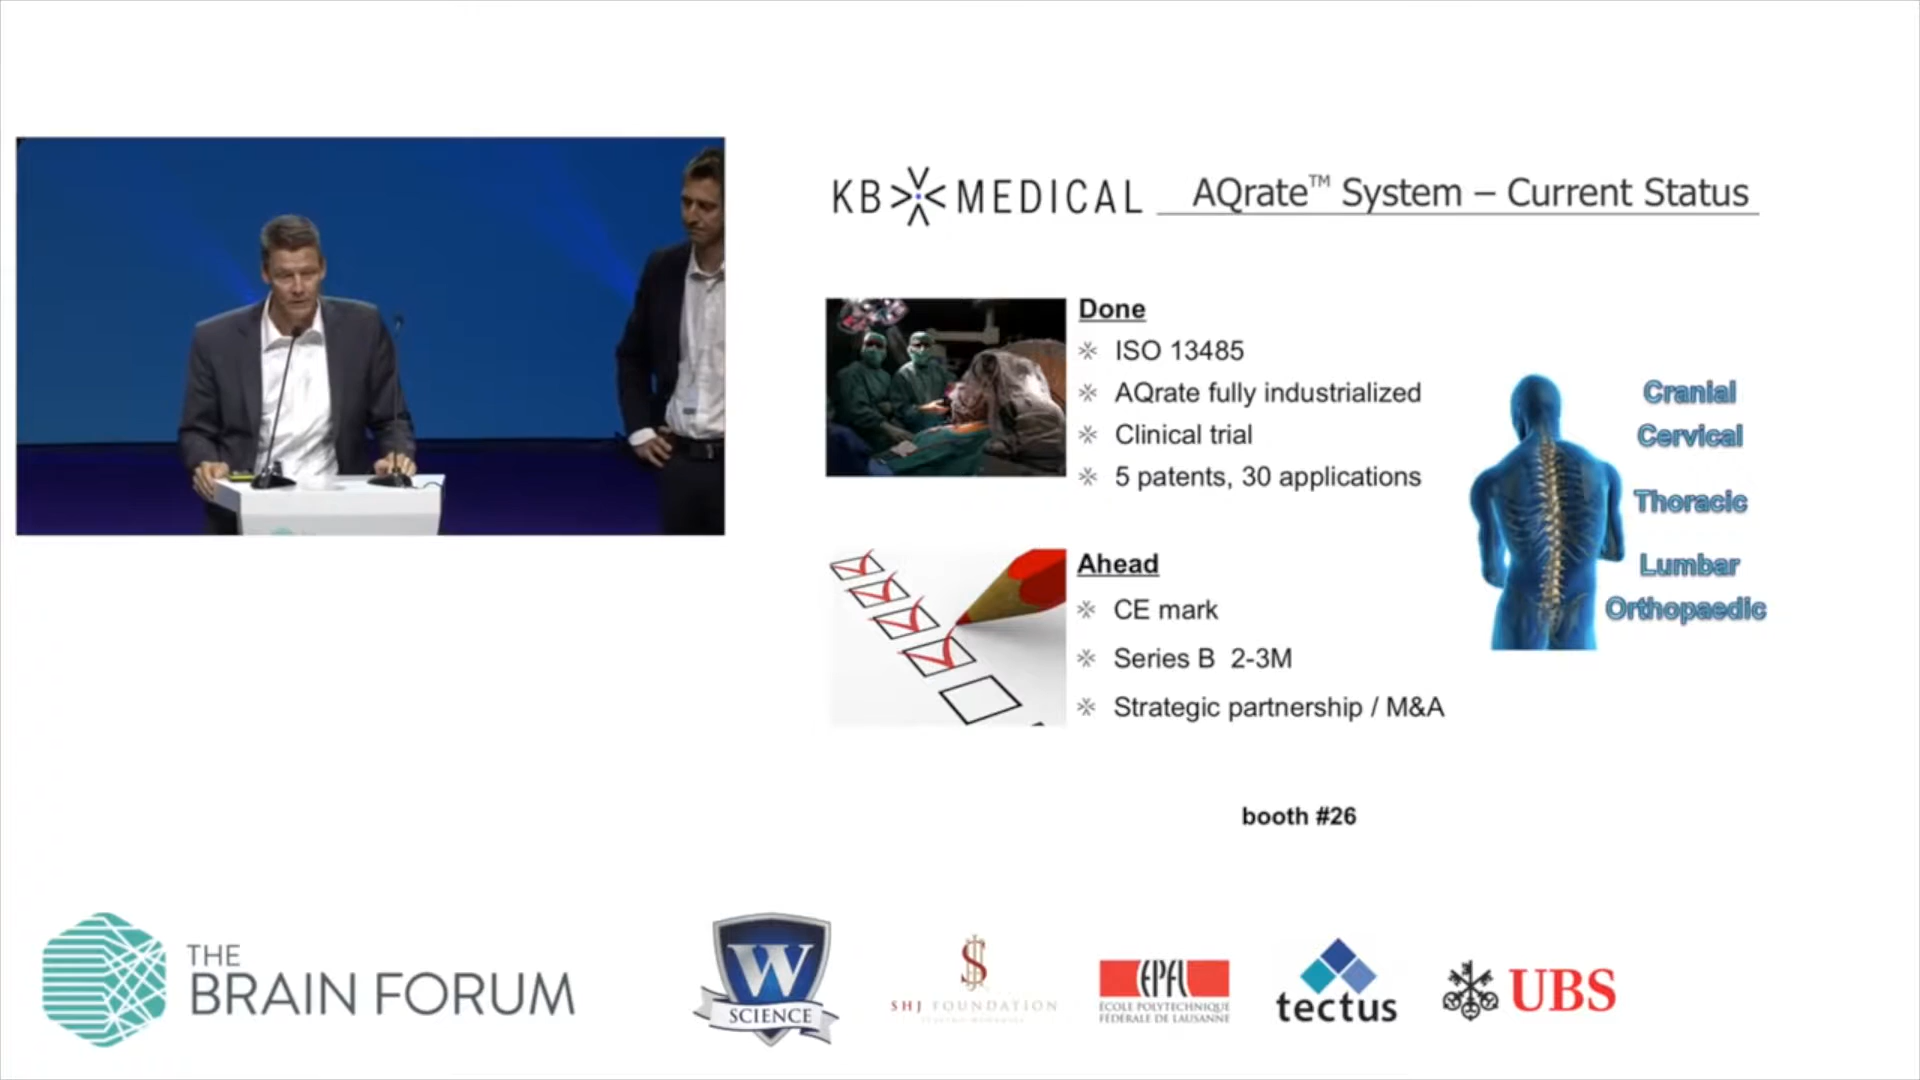 KB MEDICAL
AQrate™ System – Current Status
Done
ISO 13485
AQrate fully industrialized
Clinical trial
5 patents, 30 applications
Cranial
Cervical
Thoracic
Lumbar
Orthopaedic
Ahead
CE mark
Series B 2-3M
Strategic partnership / M&A
booth #26
THE
BRAIN FORUM
W
SCIENCE
SHJ FOUNDATION
EPFL
ÉCOLE POLYTECHNIQUE
FÉDÉRALE DE LAUSANNE
tectus
UBS